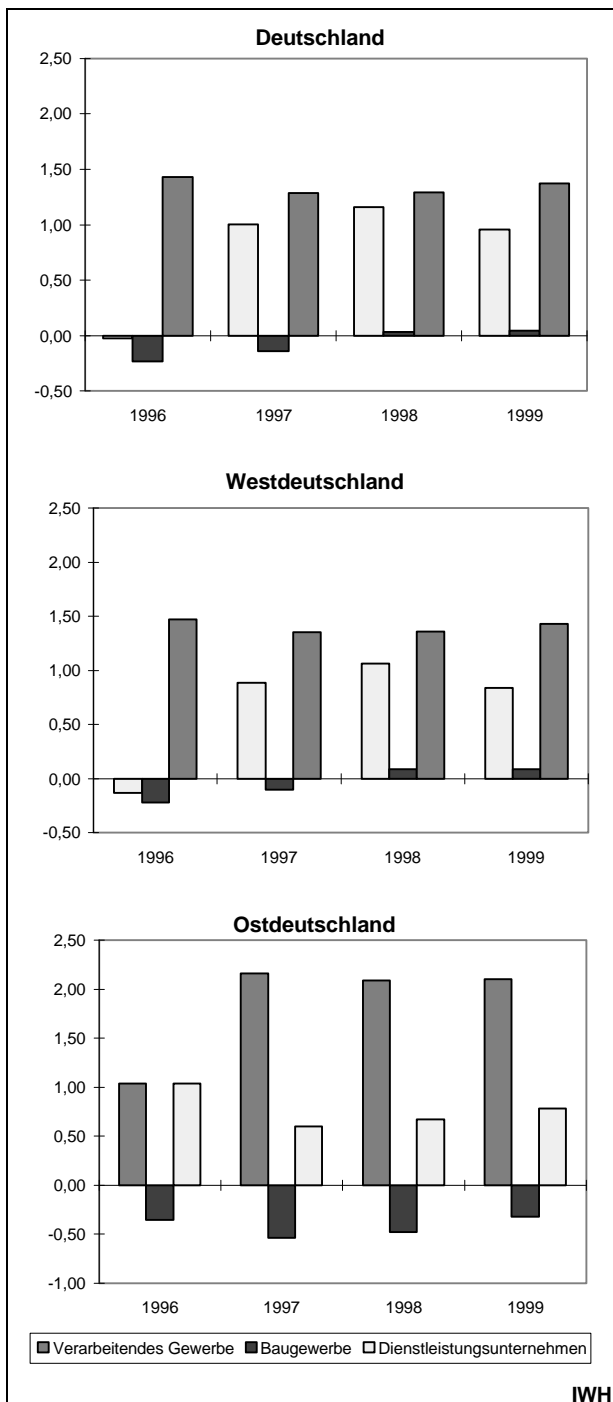 Deutschland
2,50
2,00
1,50
1,00
0,50
0,00
-0,50
1996 1997 1998 1999
Westdeutschland
2,50
2,00
1,50
1,00
0,50
0,00
-0,50
1996 1997 1998 1999
Ostdeutschland
2,50
2,00
1,50
1,00
0,50
0,00
-0,50
-1,00
1996 1997 1998 1999
Verarbeitendes Gewerbe Baugewerbe Dienstleistungsunternehmen
IWH